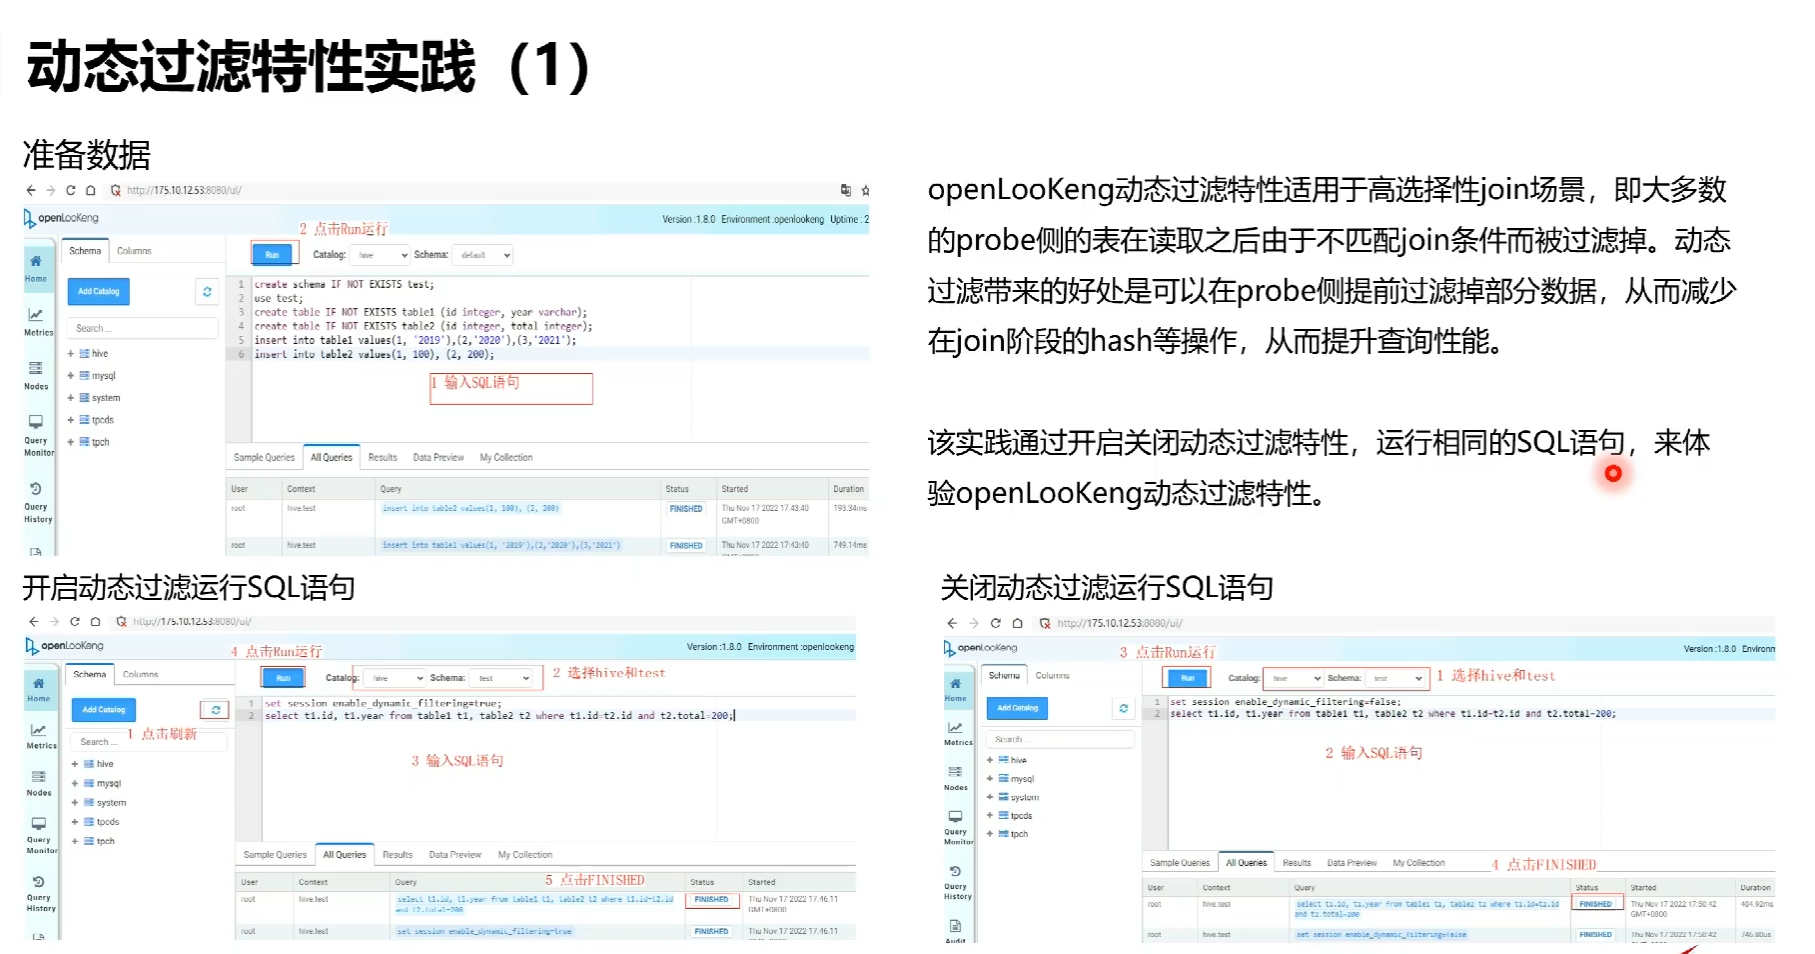 动态过滤特性实践（1）
准备数据
http://175.10.12.53:8080/ui/
openLooKeng
Version :1.8.0 Environment :openlookeng Uptime : 2
2 点击Run运行
Schema Columns
Run Catalog: hive Schema: default
Home
Add Catalog
Search ...
Metrics
Nodes
Query Monitor
Query History
+ hive
+ mysql
+ system
+ tpcds
+ tpch
1 create schema IF NOT EXISTS test;
2 use test;
3 create table IF NOT EXISTS table1 (id integer, year varchar);
4 create table IF NOT EXISTS table2 (id integer, total integer);
5 insert into table1 values(1, '2019'),(2,'2020'),(3,'2021');
6 insert into table2 values(1, 100), (2, 200);
1 输入SQL语句
Sample Queries All Queries Results Data Preview My Collection
User Context Query Status Started Duration
root hive.test insert into table2 values(1, 100), (2, 200) FINISHED Thu Nov 17 2022 17:43:40 193.34ms
GMT+0800
root hive.test insert into table1 values(1, '2019'),(2,'2020'),(3,'2021') FINISHED Thu Nov 17 2022 17:43:40 749.14ms
openLooKeng动态过滤特性适用于高选择性join场景，即大多数
的probe侧的表在读取之后由于不匹配join条件而被过滤掉。动态
过滤带来的好处是可以在probe侧提前过滤掉部分数据，从而减少
在join阶段的hash等操作，从而提升查询性能。
该实践通过开启关闭动态过滤特性，运行相同的SQL语句，来体
验openLooKeng动态过滤特性。
开启动态过滤运行SQL语句
http://175.10.12.53:8080/ui/
openLooKeng
4 点击Run运行
Version :1.8.0 Environment :openlookeng
Schema Columns
Run Catalog: hive Schema: test
2 选择hive和test
Home
Add Catalog
1 点击刷新
Search ...
Metrics
Nodes
Query Monitor
Query History
+ hive
+ mysql
+ system
+ tpcds
+ tpch
1 set session enable_dynamic_filtering=true;
2 select t1.id, t1.year from table1 t1, table2 t2 where t1.id=t2.id and t2.total=200;
3 输入SQL语句
Sample Queries All Queries Results Data Preview My Collection
5 点击FINISHED
User Context Query Status Started
root hive.test select t1.id, t1.year from table1 t1, table2 t2 where t1.id=t2.id FINISHED Thu Nov 17 2022 17:46:11
and t2.total=200 GMT+0800
root hive.test set session enable_dynamic_filtering=true FINISHED Thu Nov 17 2022 17:46:11
关闭动态过滤运行SQL语句
http://175.10.12.53:8080/ui/
openLooKeng
3 点击Run运行
Version :1.8.0 Environm
Schema Columns
Run Catalog: hive Schema: test
1 选择hive和test
Home
Add Catalog
Search ...
Metrics
Nodes
Query Monitor
Query History
Audit
+ hive
+ mysql
+ system
+ tpcds
+ tpch
1 set session enable_dynamic_filtering=false;
2 select t1.id, t1.year from table1 t1, table2 t2 where t1.id=t2.id and t2.total=200;
2 输入SQL语句
Sample Queries All Queries Results Data Preview My Collection
4 点击FINISHED
User Context Query Status Started Duration
root hive.test select t1.id, t1.year from table1 t1, table2 t2 where t1.id=t2.id FINISHED Thu Nov 17 2022 17:50:42 404.92ms
and t2.total=200 GMT+0800
root hive.test set session enable_dynamic_filtering=false FINISHED Thu Nov 17 2022 17:50:42